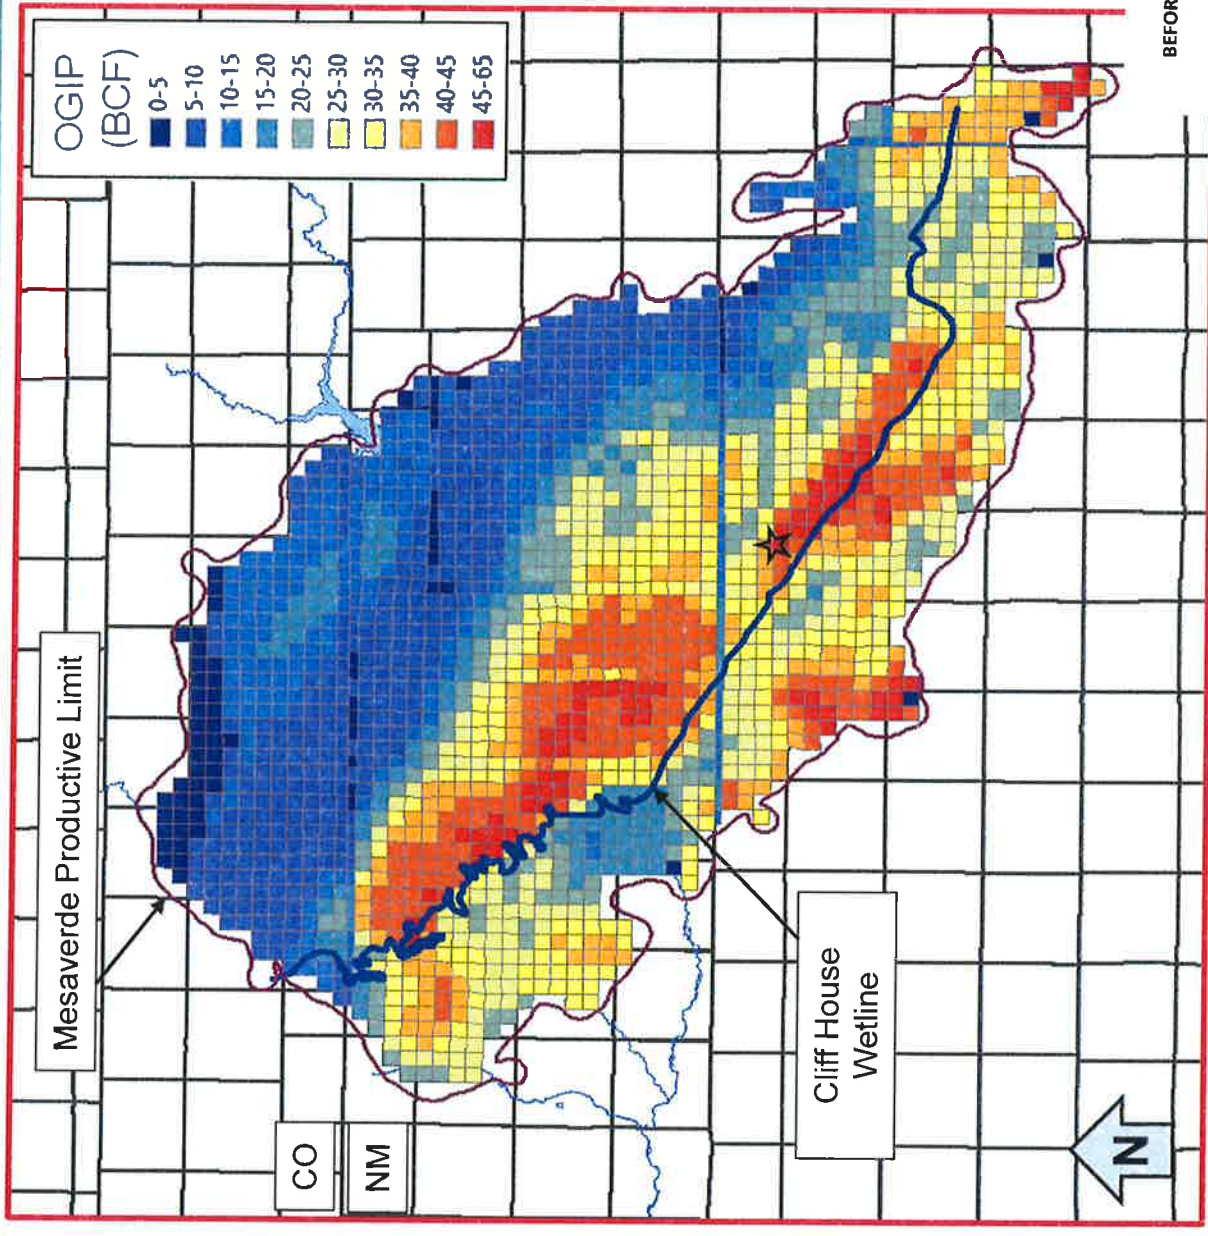 OGIP
(BCF)
0-5
5-10
10-15
15-20
20-25
25-30
30-35
35-40
40-45
45-65
Mesaverde Productive Limit
CO
NM
Cliff House
Wetline
N
BEFOR